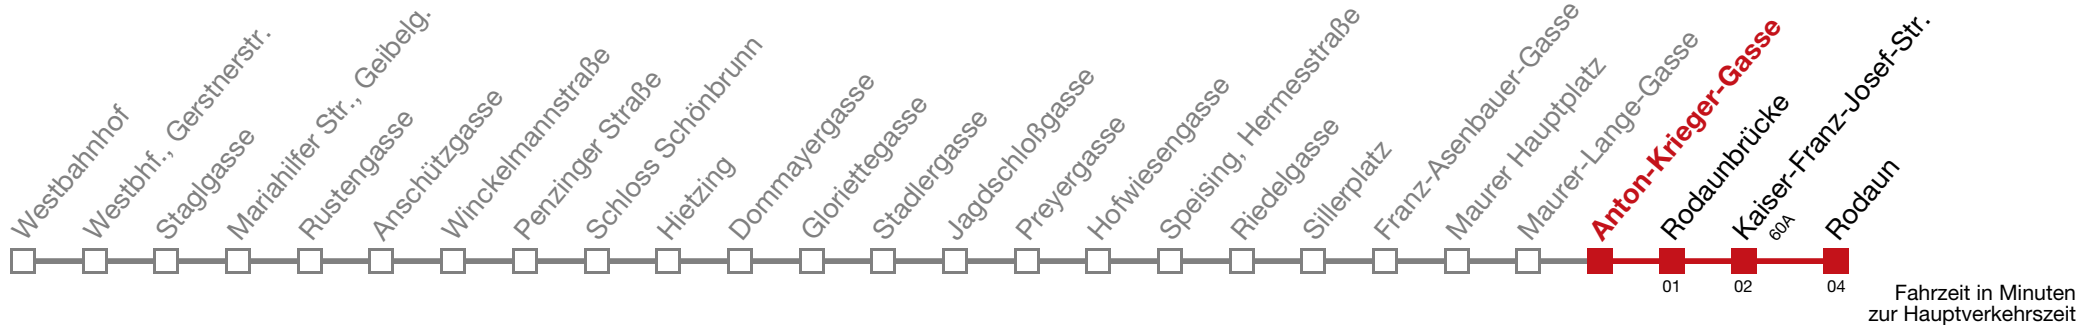 Westbahnhof
Westbhf., Gerstnerstr.
Staglgasse
Mariahilfer Str., Geibelg.
Rustengasse
Anschützgasse
Winckelmannstraße
Penzinger Straße
Schloss Schönbrunn
Hietzing
Dommayergasse
Gloriettegasse
Stadlergasse
Jagdschloßgasse
Preyergasse
Hofwiesengasse
Speising, Hermesstraße
Riedelgasse
Sillerplatz
Franz-Asenbauer-Gasse
Maurer Hauptplatz
Maurer-Lange-Gasse
Anton-Krieger-Gasse
Rodaunbrücke
Kaiser-Franz-Josef-Str.
60A
Rodaun
01
02
04
Fahrzeit in Minuten
zur Hauptverkehrszeit